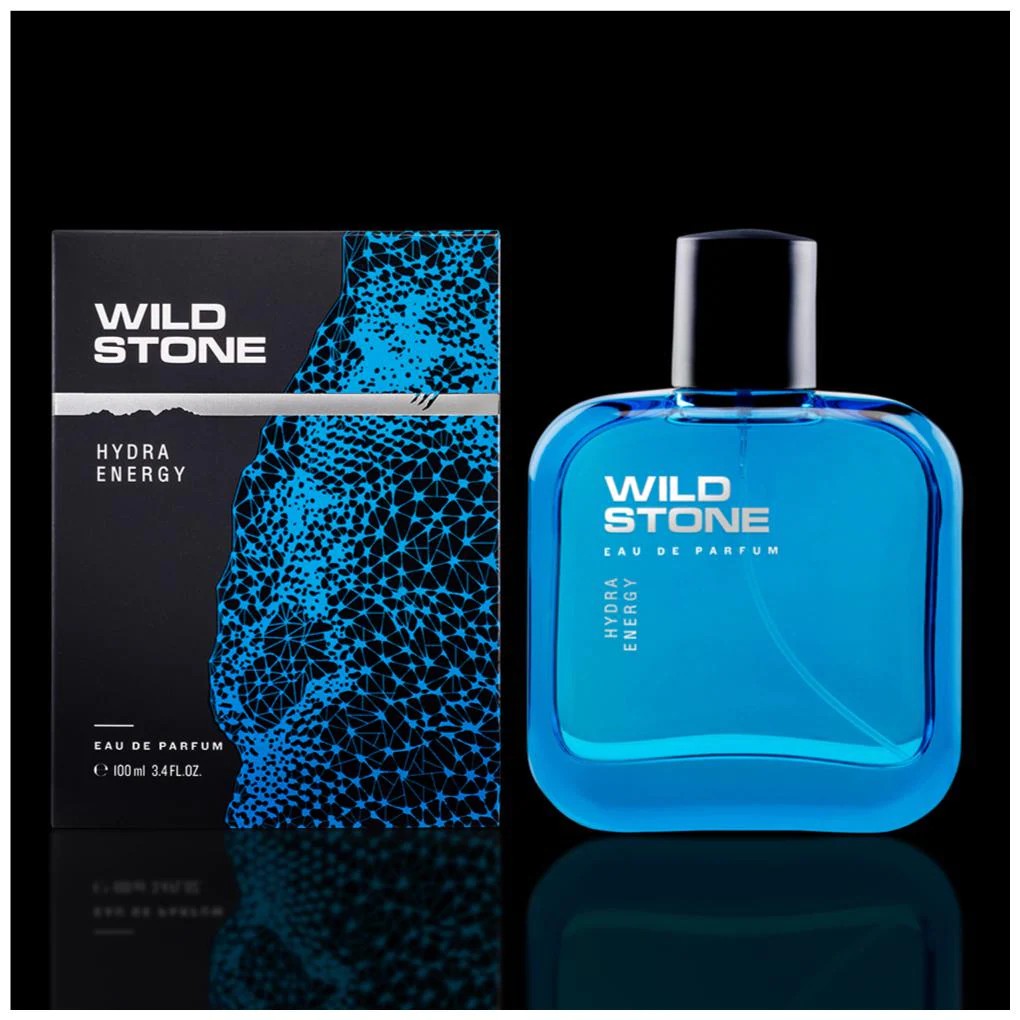 WILD
STONE
HYDRA
ENERGY
EAU DE PARFUM
℮ 100 ml 3.4 FL.OZ.
WILD
STONE
EAU DE PARFUM
HYDRA
ENERGY